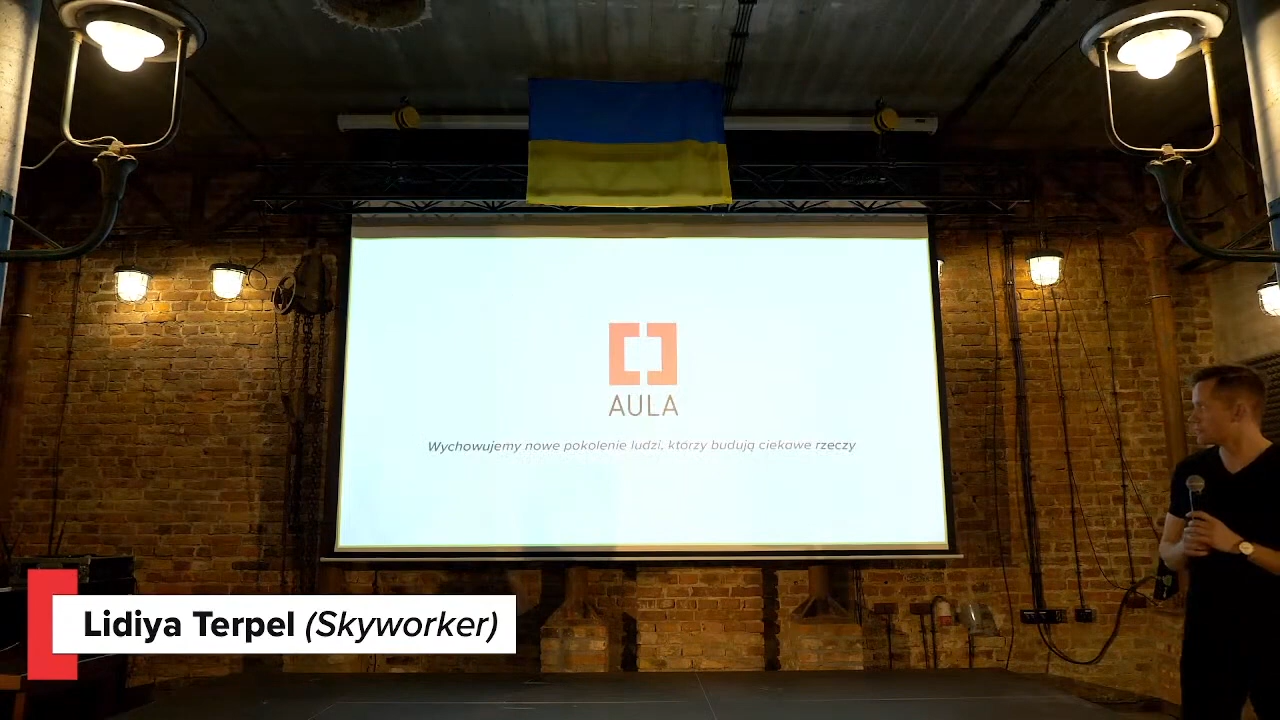 AULA
Wychowujemy nowe pokolenie ludzi, którzy budują ciekawe rzeczy
Lidiya Terpel (Skyworker)